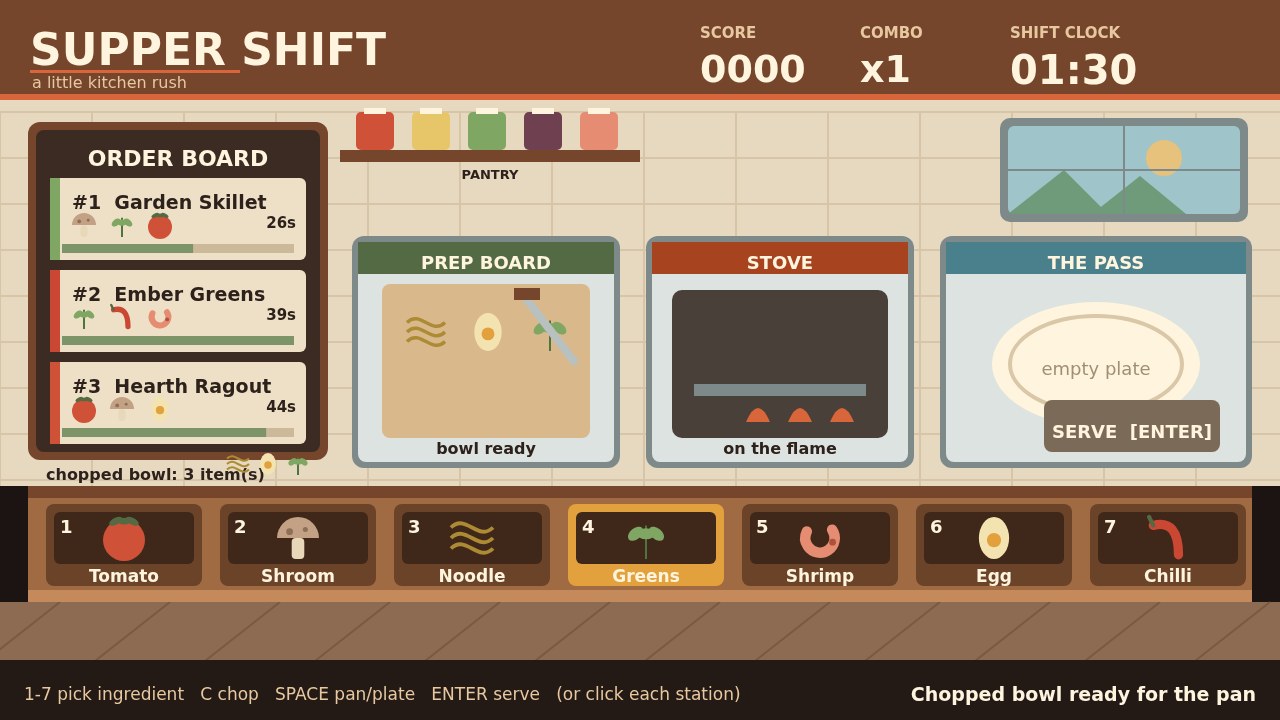 SUPPER SHIFT
a little kitchen rush
SCORE
0000
COMBO
x1
SHIFT CLOCK
01:30
ORDER BOARD
#1 Garden Skillet
26s
#2 Ember Greens
39s
#3 Hearth Ragout
44s
chopped bowl: 3 item(s)
PANTRY
PREP BOARD
bowl ready
STOVE
on the flame
THE PASS
empty plate
SERVE [ENTER]
1
Tomato
2
Shroom
3
Noodle
4
Greens
5
Shrimp
6
Egg
7
Chilli
1-7 pick ingredient C chop SPACE pan/plate ENTER serve (or click each station)
Chopped bowl ready for the pan